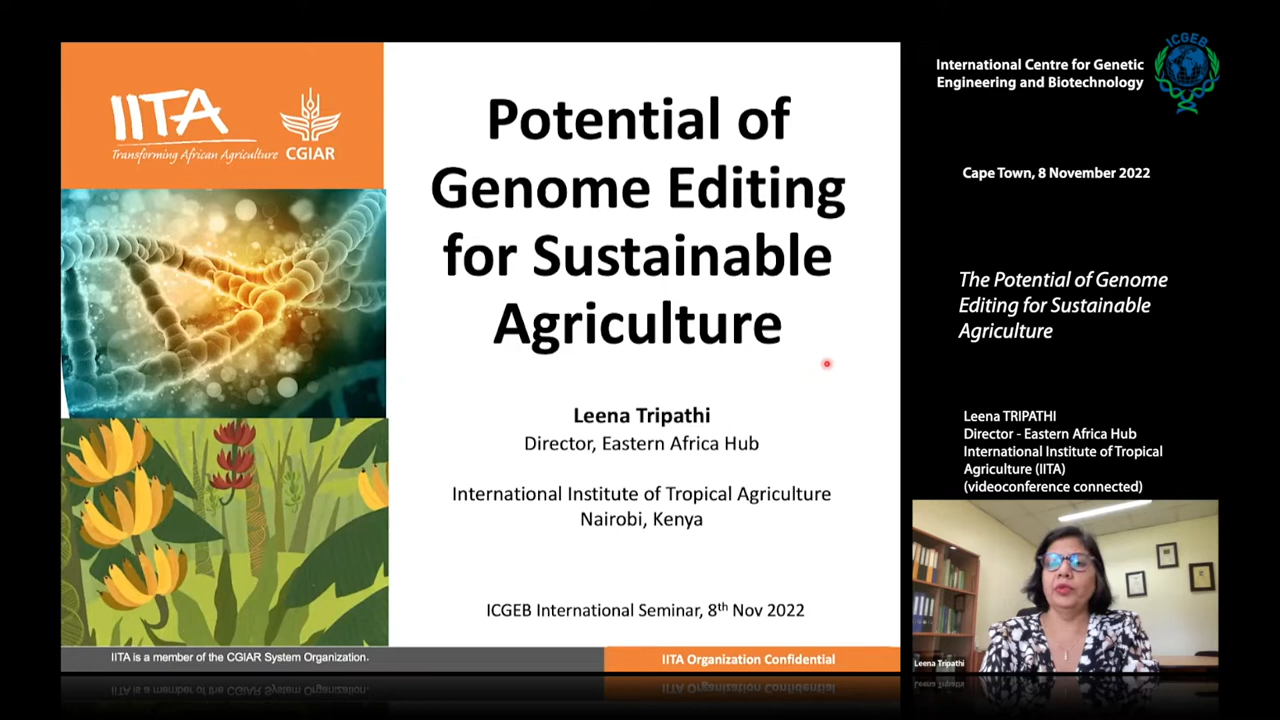 IITA
Transforming African Agriculture
CGIAR
Potential of
Genome Editing
for Sustainable
Agriculture
Leena Tripathi
Director, Eastern Africa Hub
International Institute of Tropical Agriculture
Nairobi, Kenya
ICGEB International Seminar, 8th Nov 2022
IITA is a member of the CGIAR System Organization.
IITA Organization Confidential
International Centre for Genetic
Engineering and Biotechnology
ICGEB
Cape Town, 8 November 2022
The Potential of Genome
Editing for Sustainable
Agriculture
Leena TRIPATHI
Director - Eastern Africa Hub
International Institute of Tropical
Agriculture (IITA)
(videoconference connected)
Leena Tripathi